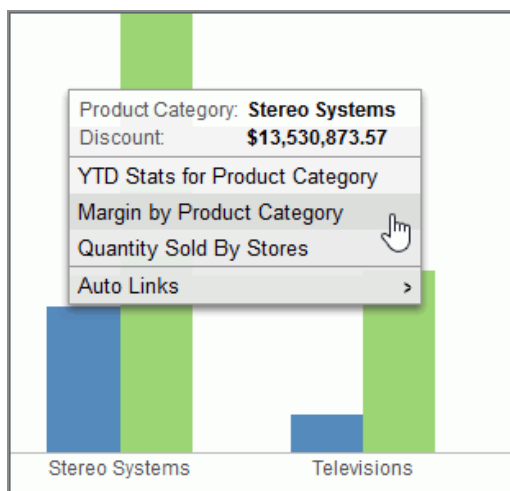 Product Category: Stereo Systems
Discount: $13,530,873.57
YTD Stats for Product Category
Margin by Product Category
Quantity Sold By Stores
Auto Links >
Stereo Systems Televisions